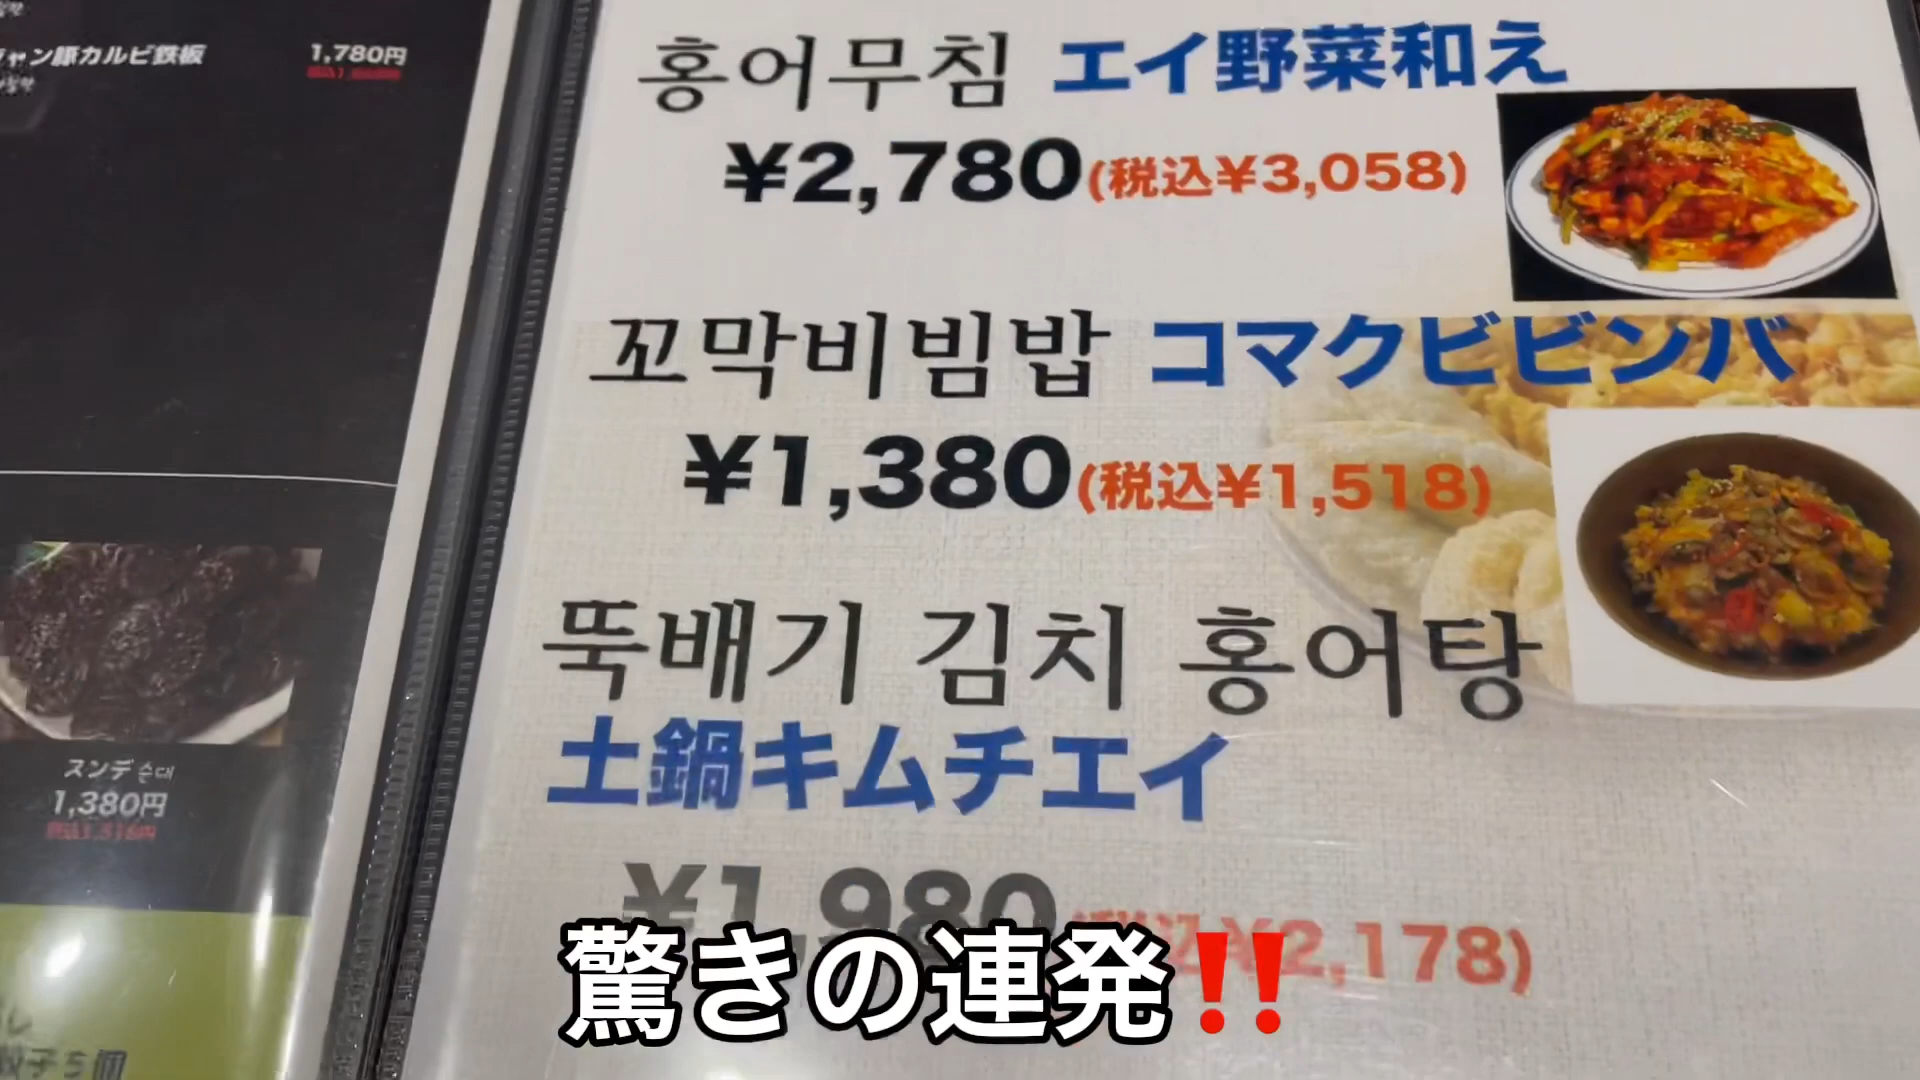 ャン豚カルビ鉄板
1,780円
홍어무침 エイ野菜和え
¥2,780(税込¥3,058)
꼬막비빔밥 コマクビビンバ
¥1,380(税込¥1,518)
뚝배기 김치 홍어탕
土鍋キムチエイ
¥1,980 ¥2,178)
スンデ 순대
1,380円
餃子5個
驚きの連発‼